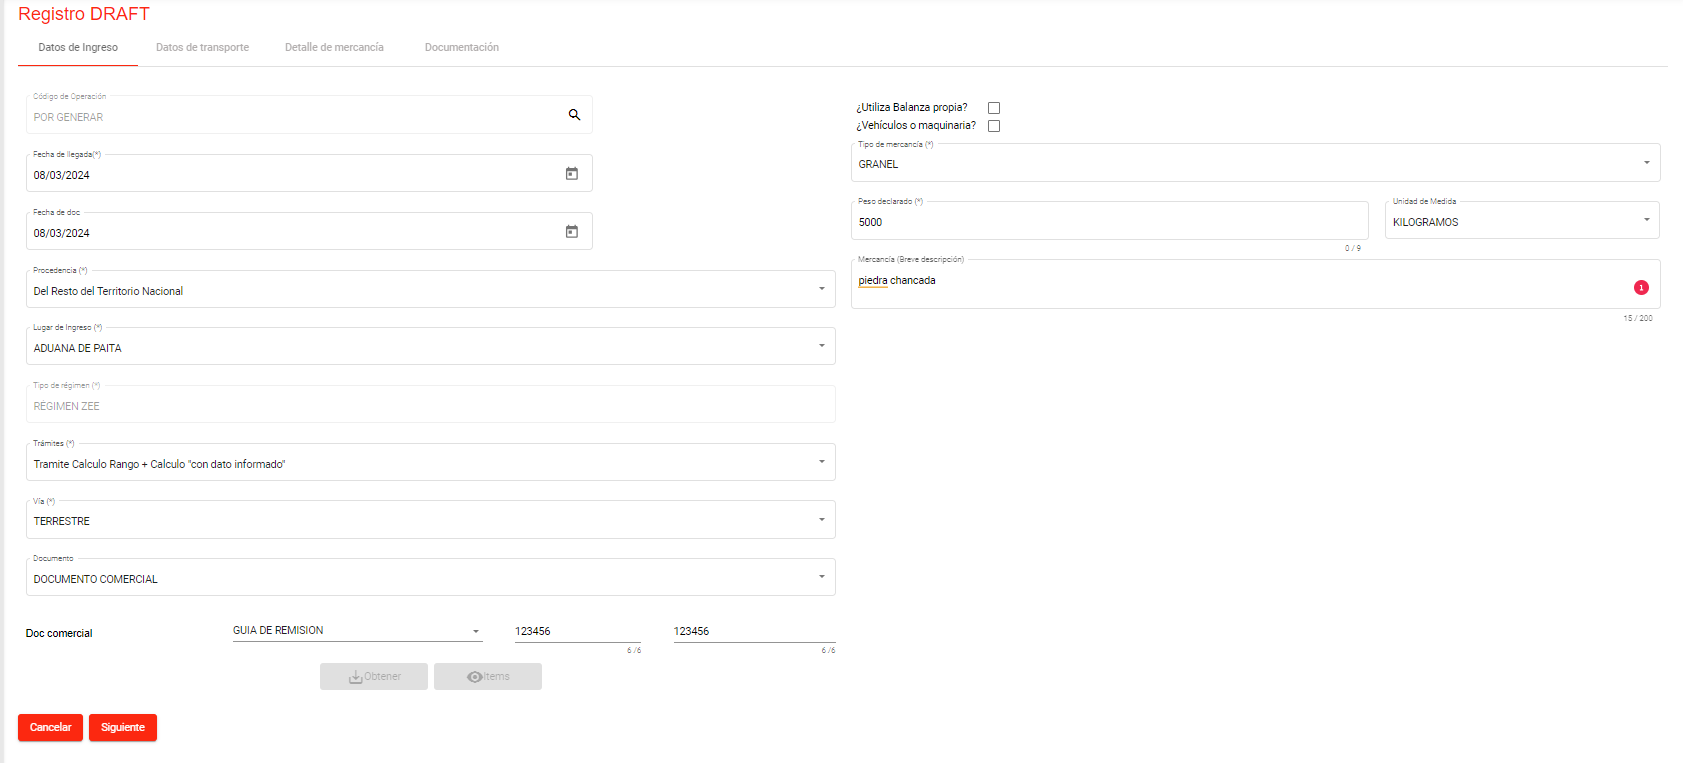 Registro DRAFT
Datos de Ingreso
Datos de transporte
Detalle de mercancía
Documentación
Código de Operación
POR GENERAR
Fecha de llegada(*)
08/03/2024
Fecha de doc
08/03/2024
Procedencia (*)
Del Resto del Territorio Nacional
Lugar de Ingreso (*)
ADUANA DE PAITA
Tipo de régimen (*)
REGIMEN ZEE
Trámites (*)
Tramite Calculo Rango + Calculo "con dato informado"
Vía (*)
TERRESTRE
Documento
DOCUMENTO COMERCIAL
Doc comercial
GUIA DE REMISION
123456
6 /6
123456
6 /6
Obtener
Items
Cancelar
Siguiente
¿Utiliza Balanza propia?
¿Vehículos o maquinaria?
Tipo de mercancía (*)
GRANEL
Peso declarado (*)
5000
0 / 9
Unidad de Medida
KILOGRAMOS
Mercancía (Breve descripción)
piedra chancada
1
15 / 200